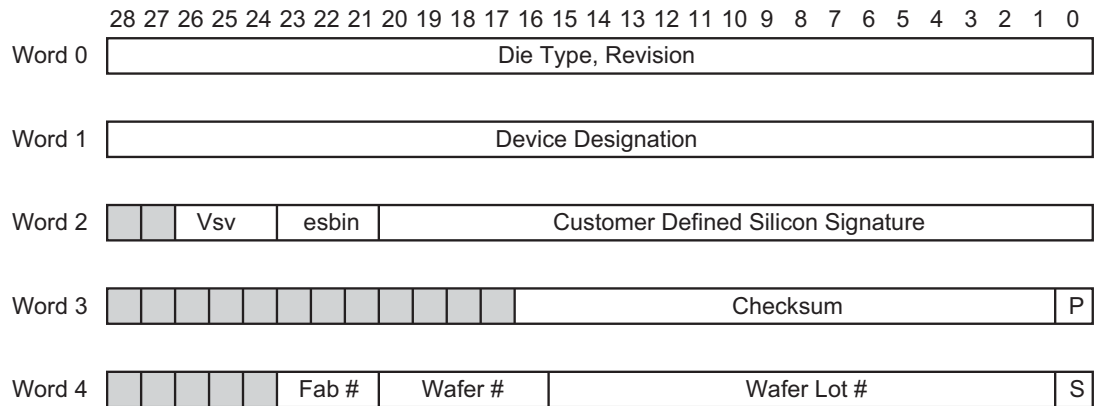 28 27 26 25 24 23 22 21 20 19 18 17 16 15 14 13 12 11 10 9 8 7 6 5 4 3 2 1 0
Word 0 Die Type, Revision
Word 1 Device Designation
Word 2 Vsv esbin Customer Defined Silicon Signature
Word 3 Checksum P
Word 4 Fab # Wafer # Wafer Lot # S